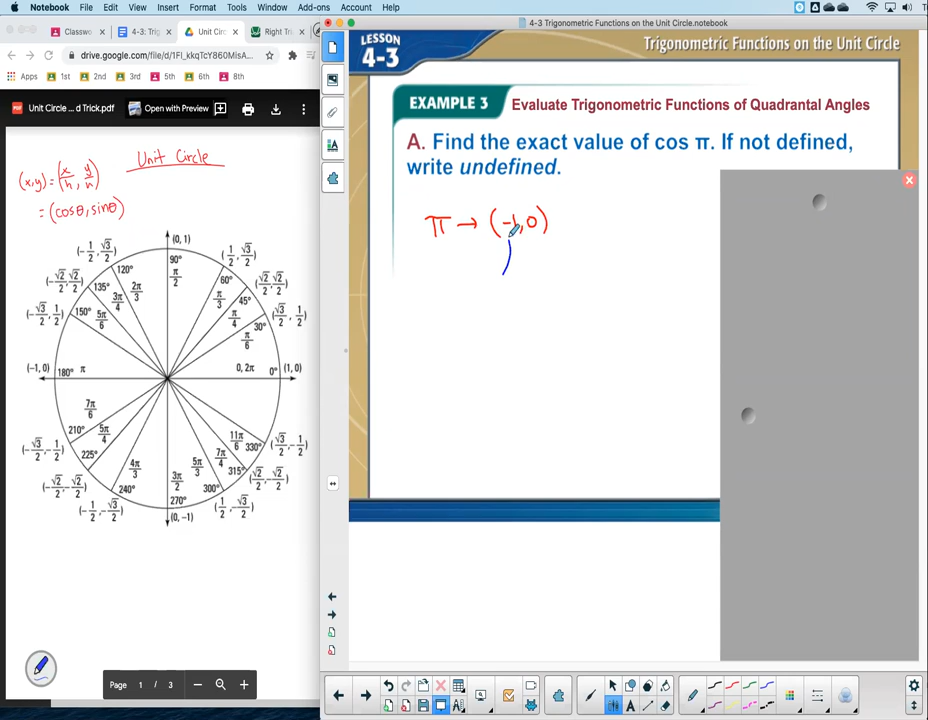 Notebook File Edit View Insert Format Tools Window Add-ons Account Help
4-3 Trigonometric Functions on the Unit Circle.notebook
Classwo 4-3: Trig Unit Circ Right Tri
drive.google.com/file/d/1FI_kkqTcY860MisA...
Apps 1st 2nd 3rd 5th 6th 8th
Unit Circle ... d Trick.pdf Open with Preview
Unit Circle
(x,y) = (x/h, y/h)
= (cosθ, sinθ)
(0, 1)
(-1/2, √3/2) 120° 90° (1/2, √3/2)
2π/3 π/2 60°
(-√2/2, √2/2) 135° 3π/4 π/3 45° (√2/2, √2/2)
(-√3/2, 1/2) 150° 5π/6 π/4 30° (√3/2, 1/2)
π/6
(-1, 0) 180° π 0, 2π 0° (1, 0)
7π/6
210° 5π/4 11π/6 330°
(-√3/2, -1/2) 225° 7π/4 315° (√3/2, -1/2)
(-√2/2, -√2/2) 4π/3 3π/2 5π/3 (√2/2, -√2/2)
240° 270° 300°
(-1/2, -√3/2) (0, -1) (1/2, -√3/2)
Page 1 / 3
LESSON
4-3
Trigonometric Functions on the Unit Circle
EXAMPLE 3 Evaluate Trigonometric Functions of Quadrantal Angles
A. Find the exact value of cos π. If not defined,
write undefined.
π → (-1,0)